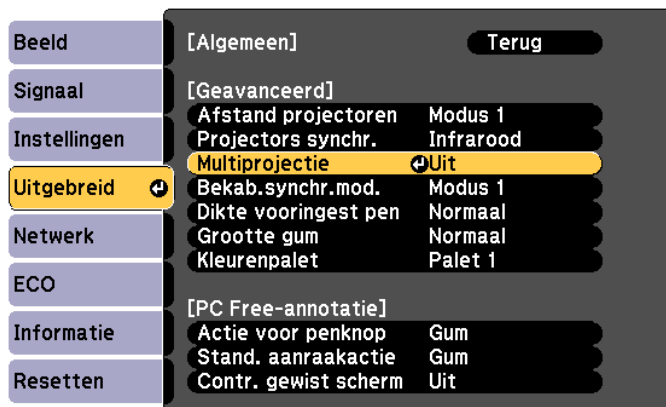 Beeld
Signaal
Instellingen
Uitgebreid
Netwerk
ECO
Informatie
Resetten
[Algemeen] Terug
[Geavanceerd]
Afstand projectoren Modus 1
Projectors synchr. Infrarood
Multiprojectie Uit
Bekab.synchr.mod. Modus 1
Dikte vooringest pen Normaal
Grootte gum Normaal
Kleurenpalet Palet 1
[PC Free-annotatie]
Actie voor penknop Gum
Stand. aanraakactie Gum
Contr. gewist scherm Uit